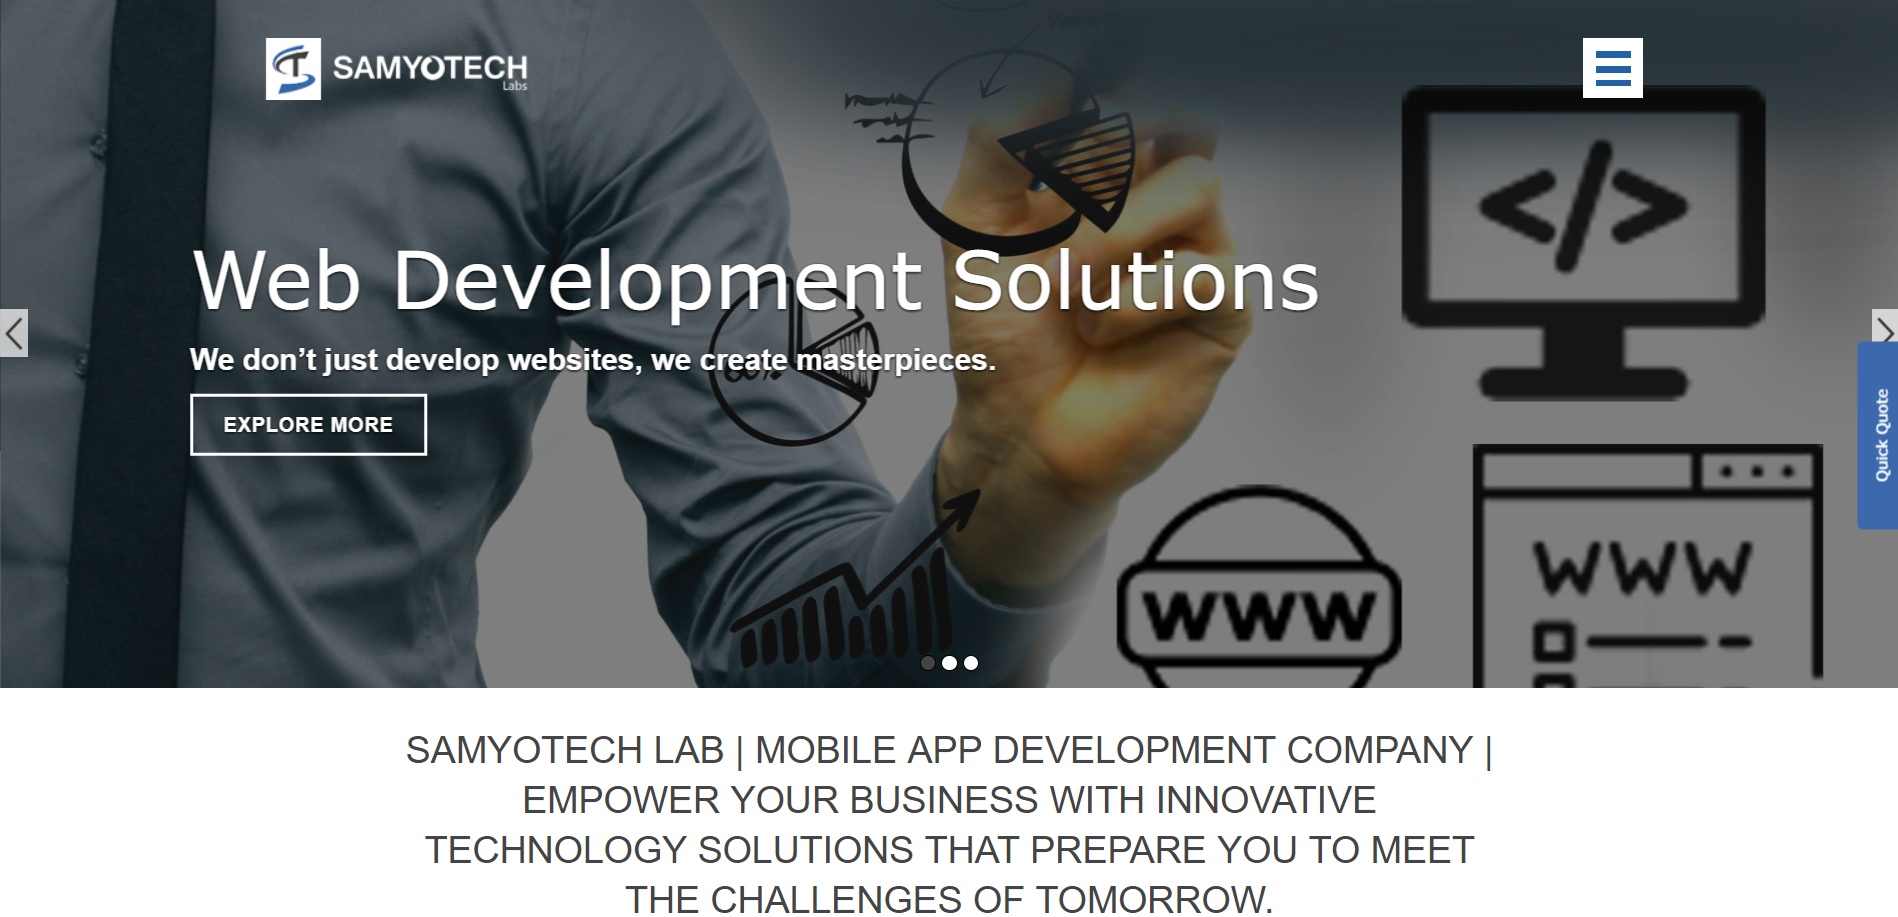 SAMYOTECH
Labs
Web Development Solutions
We don’t just develop websites, we create masterpieces.
60%
EXPLORE MORE
Quick Quote
</>
WWW
WWW
SAMYOTECH LAB | MOBILE APP DEVELOPMENT COMPANY |
EMPOWER YOUR BUSINESS WITH INNOVATIVE
TECHNOLOGY SOLUTIONS THAT PREPARE YOU TO MEET
THE CHALLENGES OF TOMORROW.